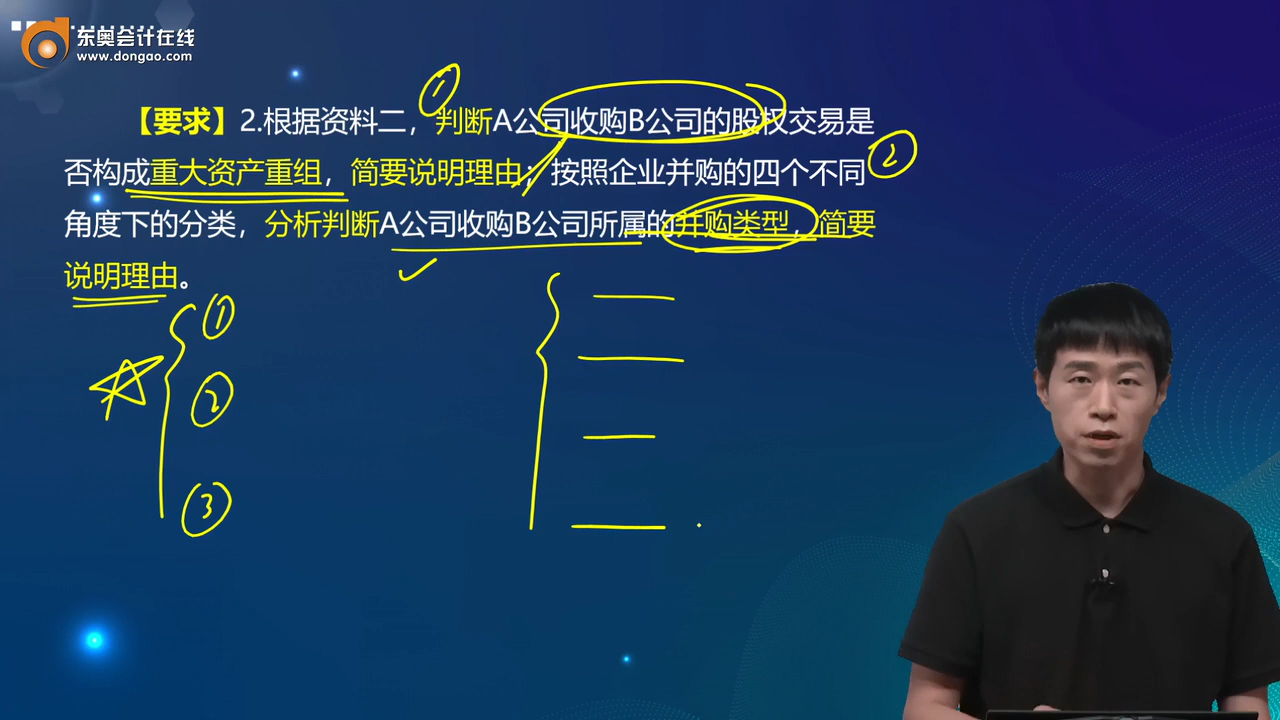 东奥会计在线
www.dongao.com
①
【要求】2.根据资料二，判断A公司收购B公司的股权交易是
②
否构成重大资产重组，简要说明理由；按照企业并购的四个不同
角度下的分类，分析判断A公司收购B公司所属的并购类型，简要
说明理由。
①
②
③